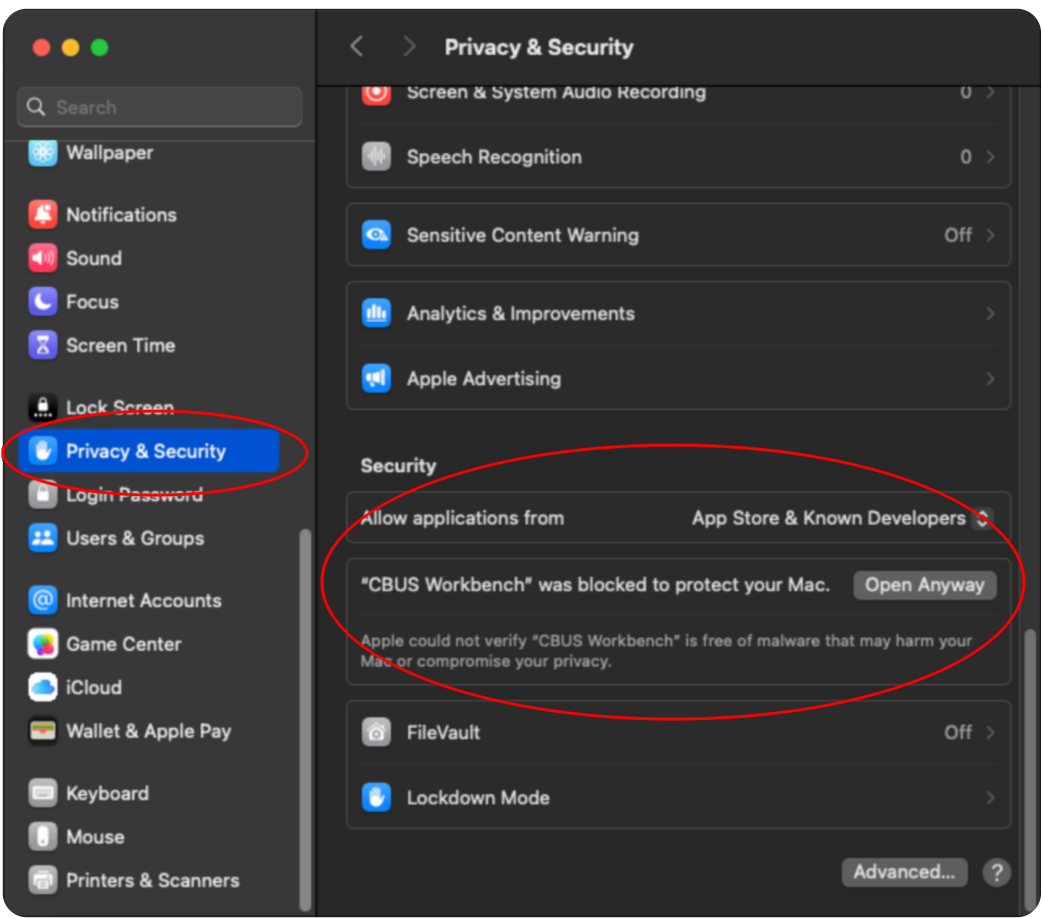 Privacy & Security
Search
Wallpaper
Notifications
Sound
Focus
Screen Time
Lock Screen
Privacy & Security
Login Password
Users & Groups
Internet Accounts
Game Center
iCloud
Wallet & Apple Pay
Keyboard
Mouse
Printers & Scanners
Screen & System Audio Recording 0
Speech Recognition 0
Sensitive Content Warning Off
Analytics & Improvements
Apple Advertising
Security
Allow applications from App Store & Known Developers
"CBUS Workbench" was blocked to protect your Mac. Open Anyway
Apple could not verify "CBUS Workbench" is free of malware that may harm your
Mac or compromise your privacy.
FileVault Off
Lockdown Mode
Advanced... ?